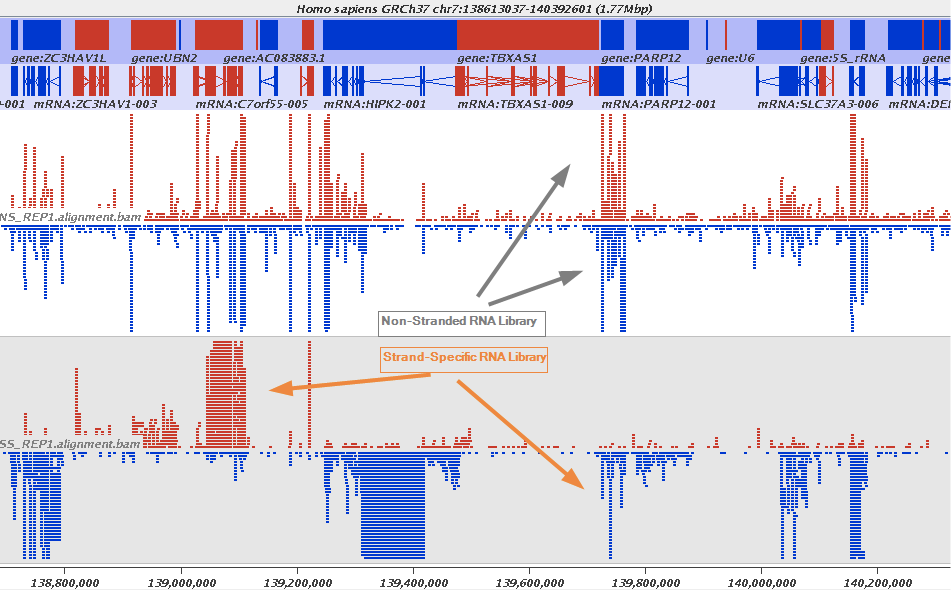 Homo sapiens GRCh37 chr7:138613037-140392601 (1.77Mbp)
gene:ZC3HAV1L gene:UBN2 gene:AC083883.1 gene:TBXAS1 gene:PARP12 gene:U6 gene:5S_rRNA gene
-001 mRNA:ZC3HAV1-003 mRNA:C7orf55-005 mRNA:HIPK2-001 mRNA:TBXAS1-009 mRNA:PARP12-001 mRNA:SLC37A3-006 mRNA:DEN
NS_REP1.alignment.bam
Non-Stranded RNA Library
Strand-Specific RNA Library
SS_REP1.alignment.bam
138,800,000 139,000,000 139,200,000 139,400,000 139,600,000 139,800,000 140,000,000 140,200,000